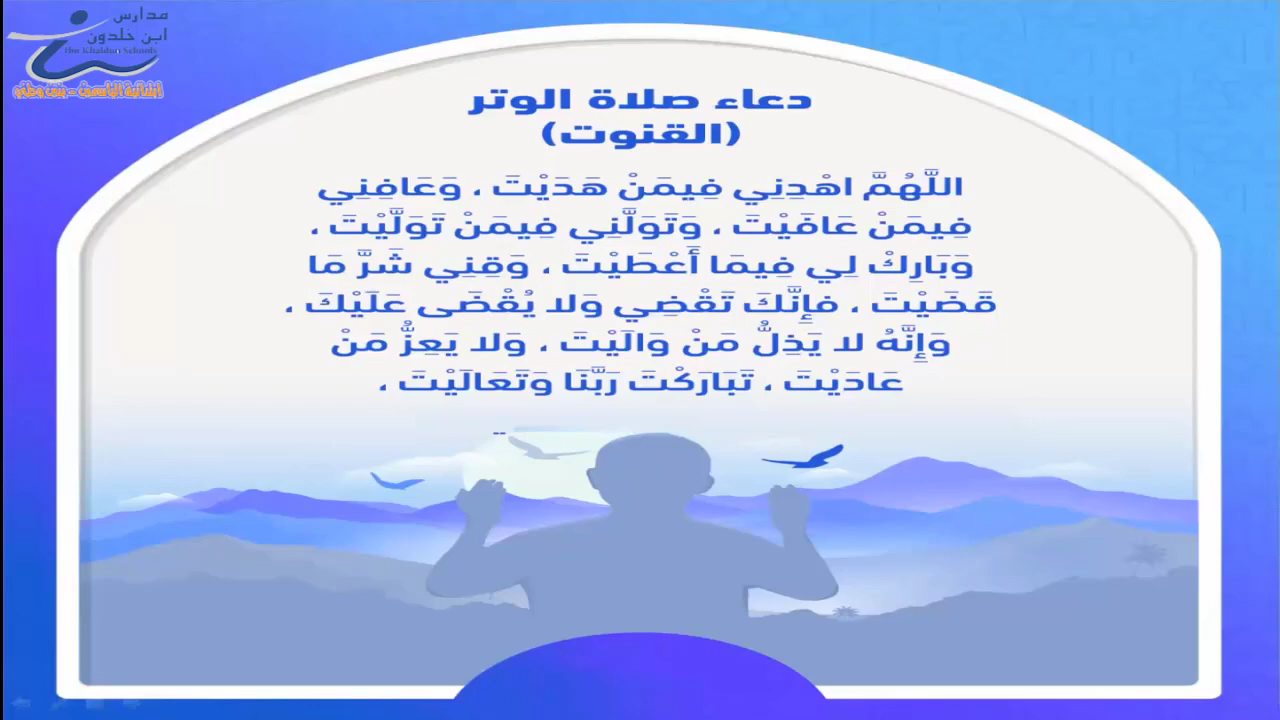 مدارس
ابن خلدون
Ibn Khaldun Schools
دعاء صلاة الوتر
(القنوت)
اللَّهُمَّ اهْدِنِي فِيمَنْ هَدَيْتَ ، وَعَافِنِي
فِيمَنْ عَافَيْتَ ، وَتَوَلَّنِي فِيمَنْ تَوَلَّيْتَ ،
وَبَارِكْ لِي فِيمَا أَعْطَيْتَ ، وَقِنِي شَرَّ مَا
قَضَيْتَ ، فإِنَّكَ تَقْضِي وَلا يُقْضَى عَلَيْكَ ،
وَإِنَّهُ لا يَذِلُّ مَنْ وَالَيْتَ ، وَلا يَعِزُّ مَنْ
عَادَيْتَ ، تَبَارَكْتَ رَبَّنَا وَتَعَالَيْتَ ،